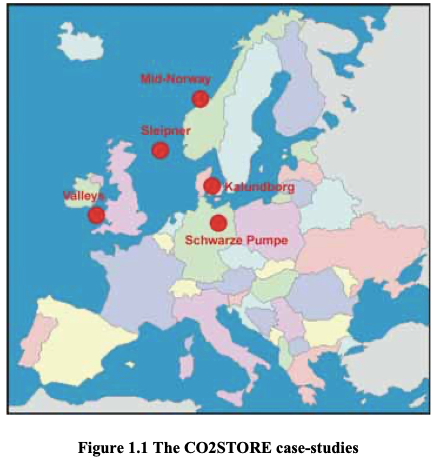 Mid-Norway
Sleipner
Valleys
Kalundborg
Schwarze Pumpe
Figure 1.1 The CO2STORE case-studies